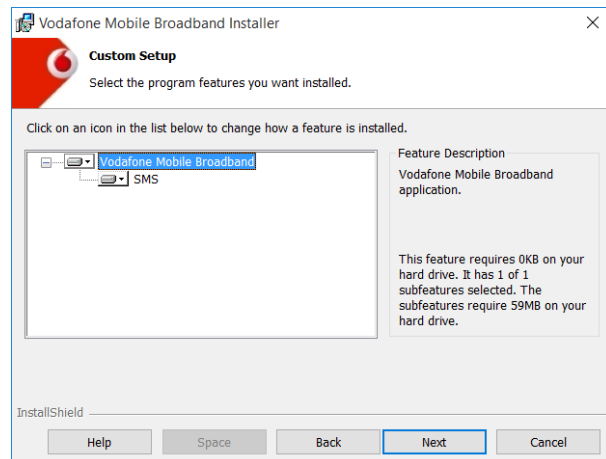 Vodafone Mobile Broadband Installer
Custom Setup
Select the program features you want installed.
Click on an icon in the list below to change how a feature is installed.
Vodafone Mobile Broadband
SMS
Feature Description
Vodafone Mobile Broadband
application.
This feature requires 0KB on your
hard drive. It has 1 of 1
subfeatures selected. The
subfeatures require 59MB on your
hard drive.
InstallShield
Help
Space
Back
Next
Cancel